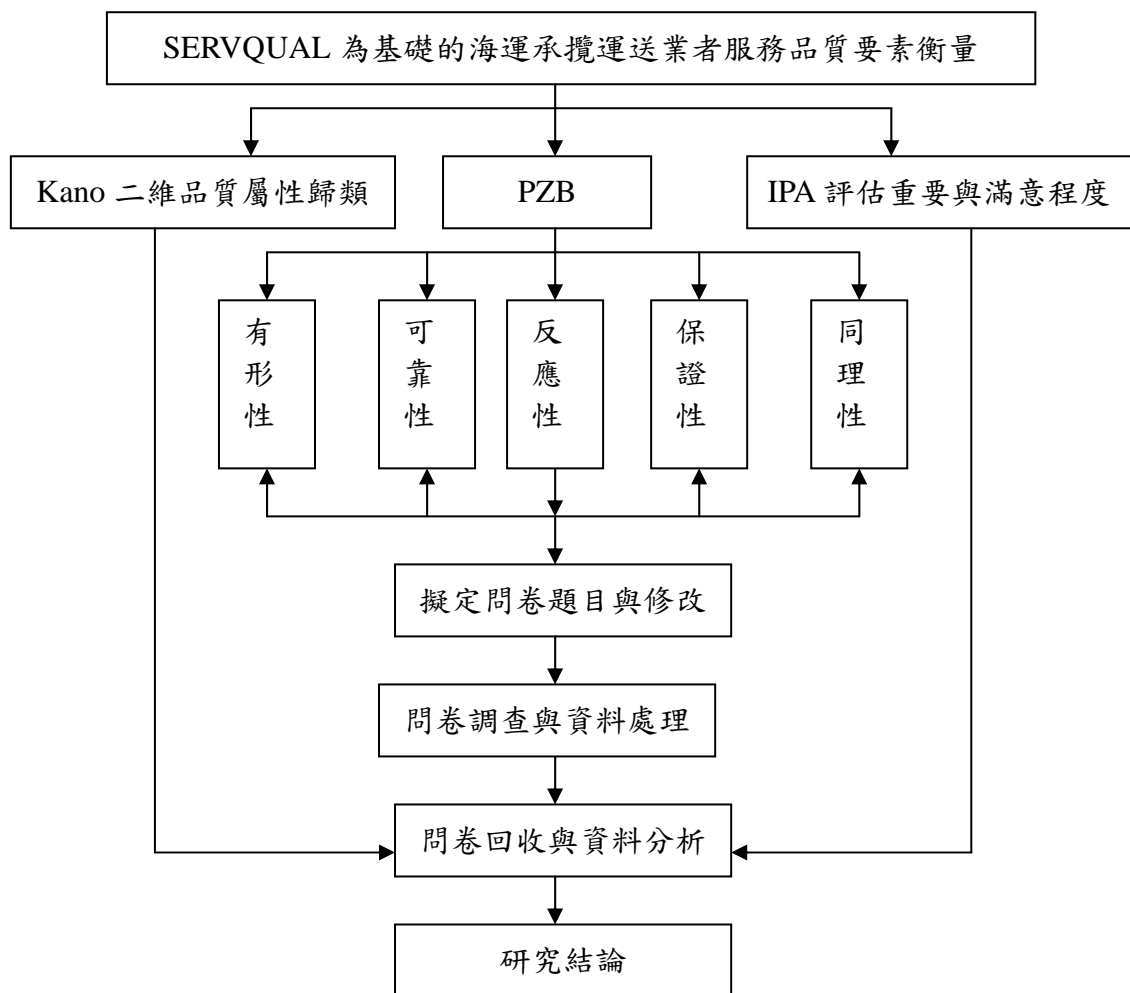 SERVQUAL 為基礎的海運承攬運送業者服務品質要素衡量
Kano 二維品質屬性歸類
PZB
IPA 評估重要與滿意程度
有形性
可靠性
反應性
保證性
同理性
擬定問卷題目與修改
問卷調查與資料處理
問卷回收與資料分析
研究結論